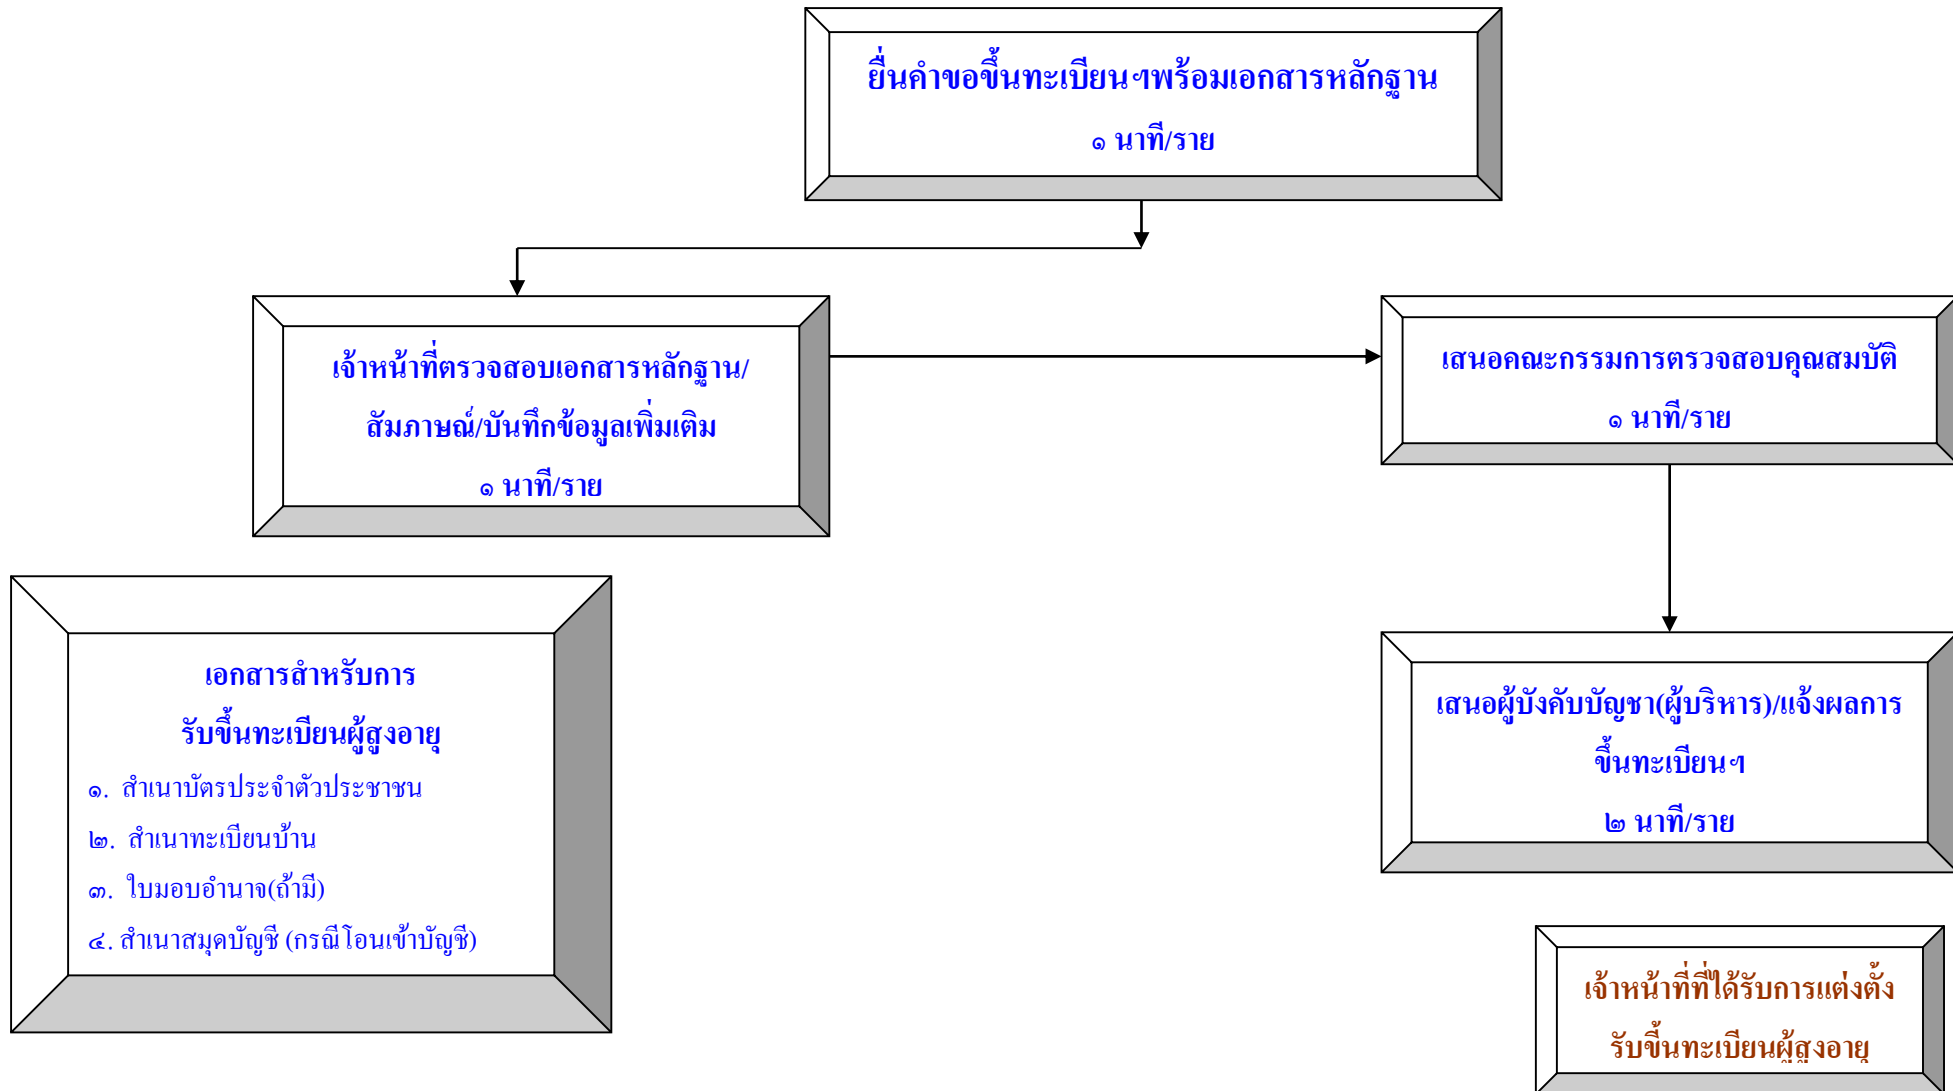 ยื่นคำขอขึ้นทะเบียนฯพร้อมเอกสารหลักฐาน
๑ นาที/ราย
เจ้าหน้าที่ตรวจสอบเอกสารหลักฐาน/
สัมภาษณ์/บันทึกข้อมูลเพิ่มเติม
๑ นาที/ราย
เสนอคณะกรรมการตรวจสอบคุณสมบัติ
๑ นาที/ราย
เอกสารสำหรับการ
รับขึ้นทะเบียนผู้สูงอายุ
๑. สำเนาบัตรประจำตัวประชาชน
๒. สำเนาทะเบียนบ้าน
๓. ใบมอบอำนาจ(ถ้ามี)
๔. สำเนาสมุดบัญชี (กรณีโอนเข้าบัญชี)
เสนอผู้บังคับบัญชา(ผู้บริหาร)/แจ้งผลการ
ขึ้นทะเบียนฯ
๒ นาที/ราย
เจ้าหน้าที่ที่ได้รับการแต่งตั้ง
รับขึ้นทะเบียนผู้สูงอายุ